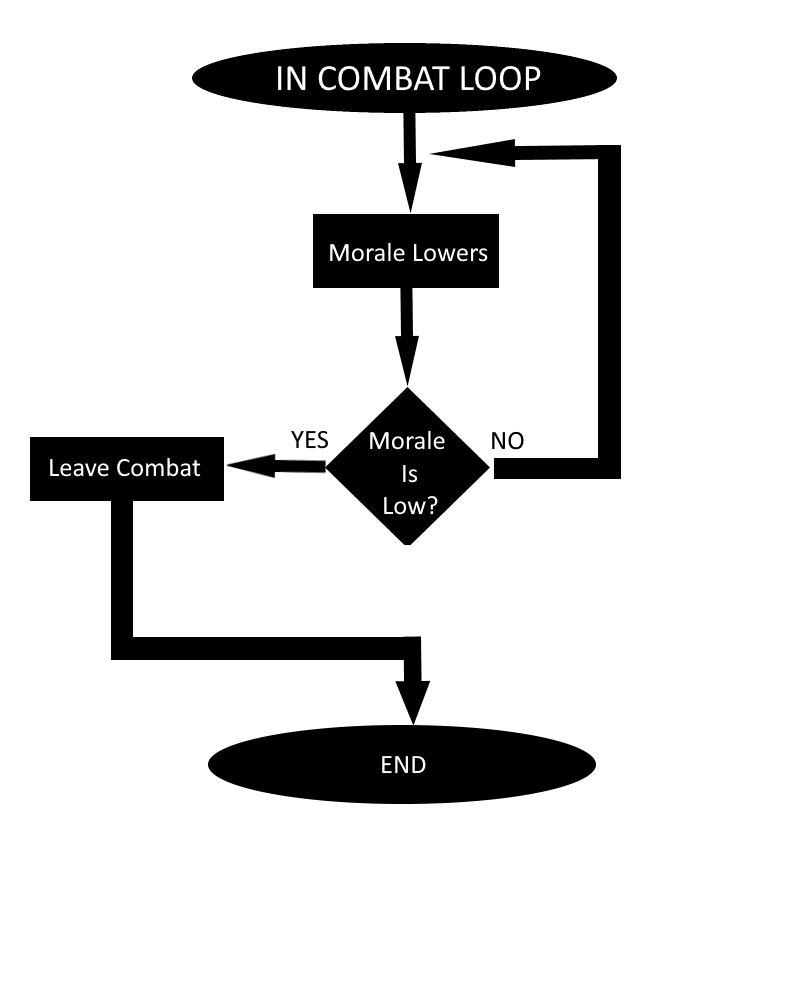 IN COMBAT LOOP
Morale Lowers
YES
Morale
Is
Low?
NO
Leave Combat
END